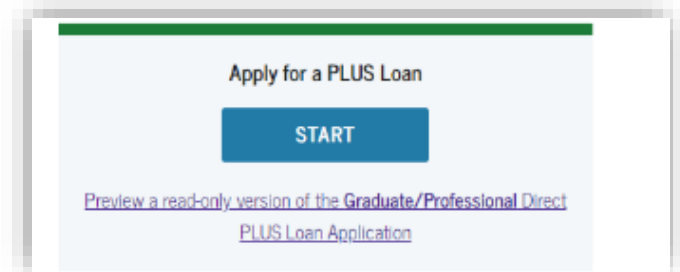 Apply for a PLUS Loan
START
Preview a read-only version of the Graduate/Professional Direct
PLUS Loan Application